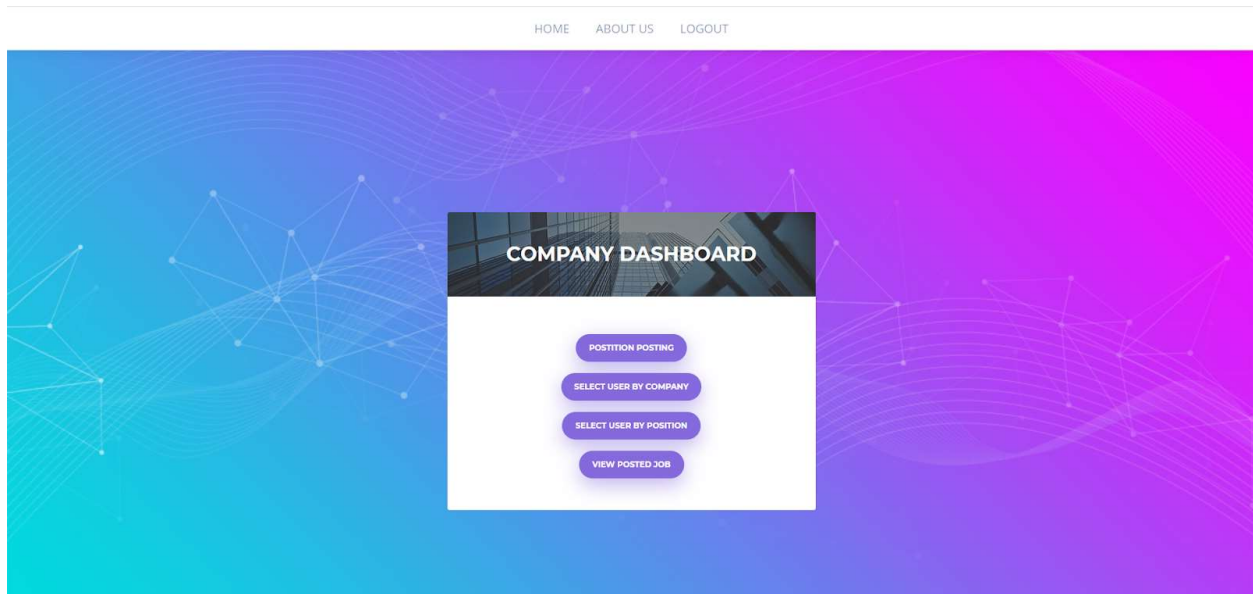 HOME ABOUT US LOGOUT
COMPANY DASHBOARD
POSTITION POSTING
SELECT USER BY COMPANY
SELECT USER BY POSITION
VIEW POSTED JOB